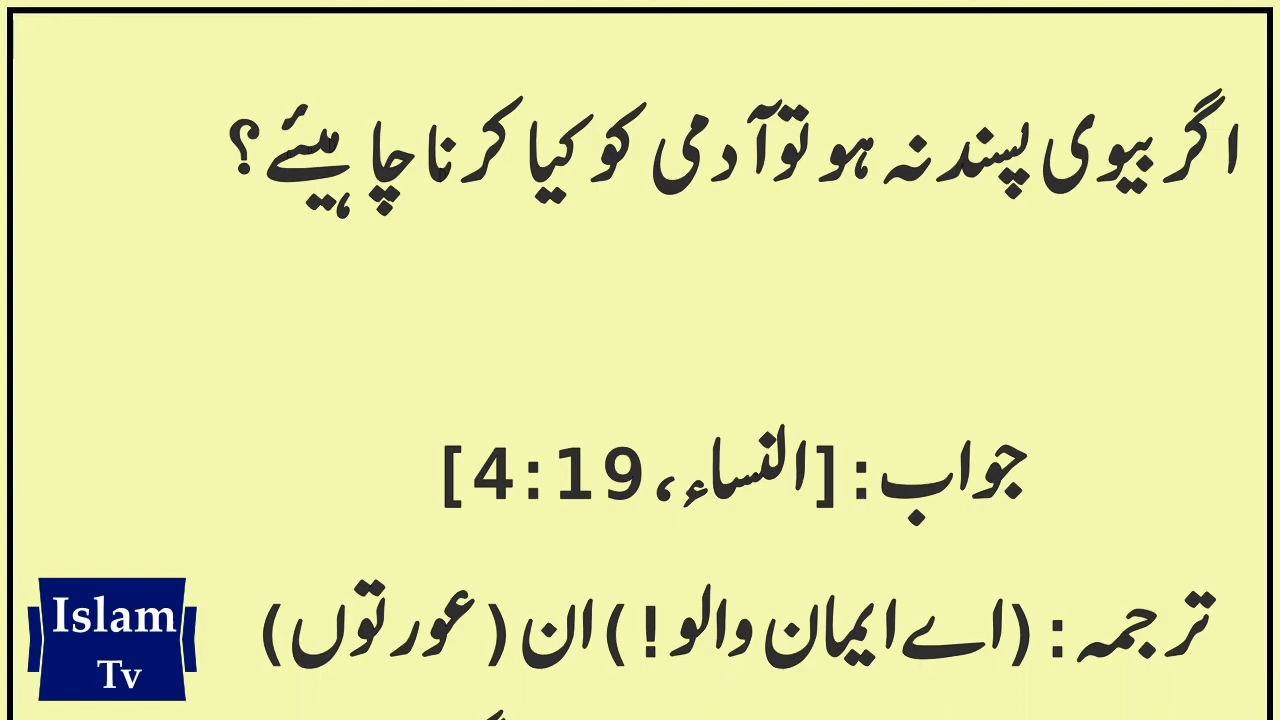 اگر بیوی پسند نہ ہو تو آدمی کو کیا کرنا چاہیئے؟
جواب: [النساء، 4:19]
ترجمہ: (اے ایمان والو!) ان (عورتوں)
Islam
Tv